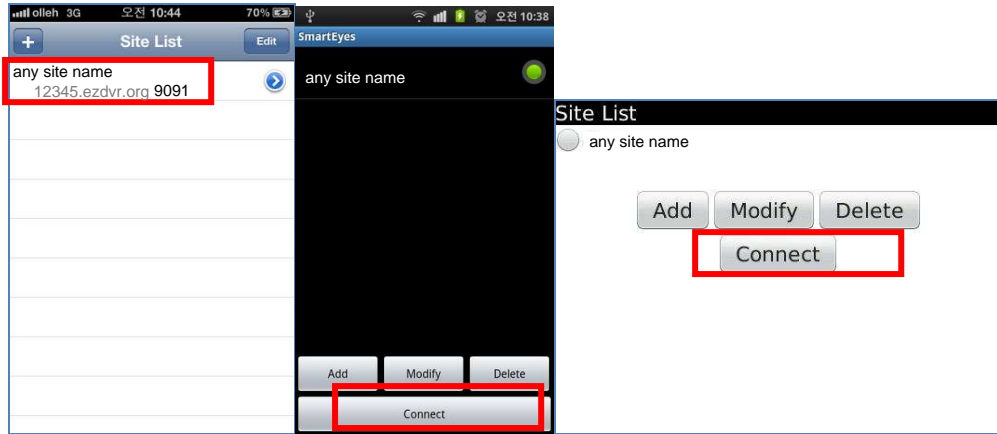 olleh 3G 오전 10:44 70%
Site List Edit
any site name
12345.ezdvr.org 9091
오전 10:38
SmartEyes
any site name
Add Modify Delete
Connect
Site List
any site name
Add Modify Delete
Connect